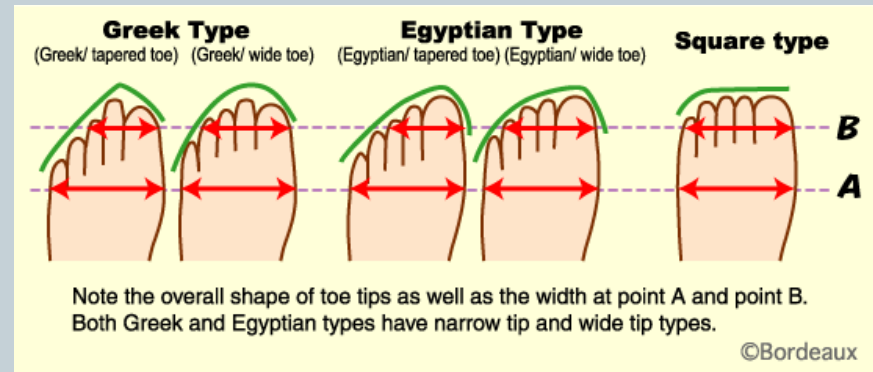 Greek Type
(Greek/ tapered toe) (Greek/ wide toe)
Egyptian Type
(Egyptian/ tapered toe) (Egyptian/ wide toe)
Square type
B
A
Note the overall shape of toe tips as well as the width at point A and point B.
Both Greek and Egyptian types have narrow tip and wide tip types.
©Bordeaux